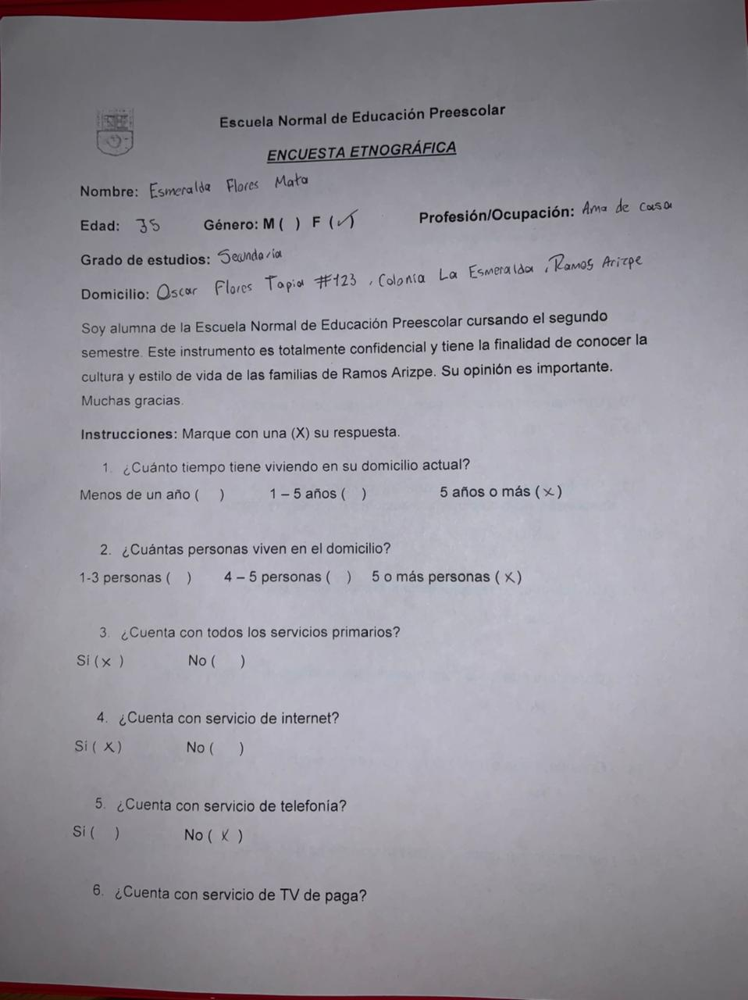 Escuela Normal de Educación Preescolar
ENCUESTA ETNOGRÁFICA
Nombre: Esmeralda Flores Mata
Edad: 35 Género: M ( ) F (✓) Profesión/Ocupación: Ama de casa
Grado de estudios: Secundaria
Domicilio: Oscar Flores Tapia #123, Colonia La Esmeralda, Ramos Arizpe
Soy alumna de la Escuela Normal de Educación Preescolar cursando el segundo
semestre. Este instrumento es totalmente confidencial y tiene la finalidad de conocer la
cultura y estilo de vida de las familias de Ramos Arizpe. Su opinión es importante.
Muchas gracias.
Instrucciones: Marque con una (X) su respuesta.
1. ¿Cuánto tiempo tiene viviendo en su domicilio actual?
Menos de un año ( ) 1 – 5 años ( ) 5 años o más (x)
2. ¿Cuántas personas viven en el domicilio?
1-3 personas ( ) 4 – 5 personas ( ) 5 o más personas (x)
3. ¿Cuenta con todos los servicios primarios?
Si (x) No ( )
4. ¿Cuenta con servicio de internet?
Si (x) No ( )
5. ¿Cuenta con servicio de telefonía?
Si ( ) No (x)
6. ¿Cuenta con servicio de TV de paga?